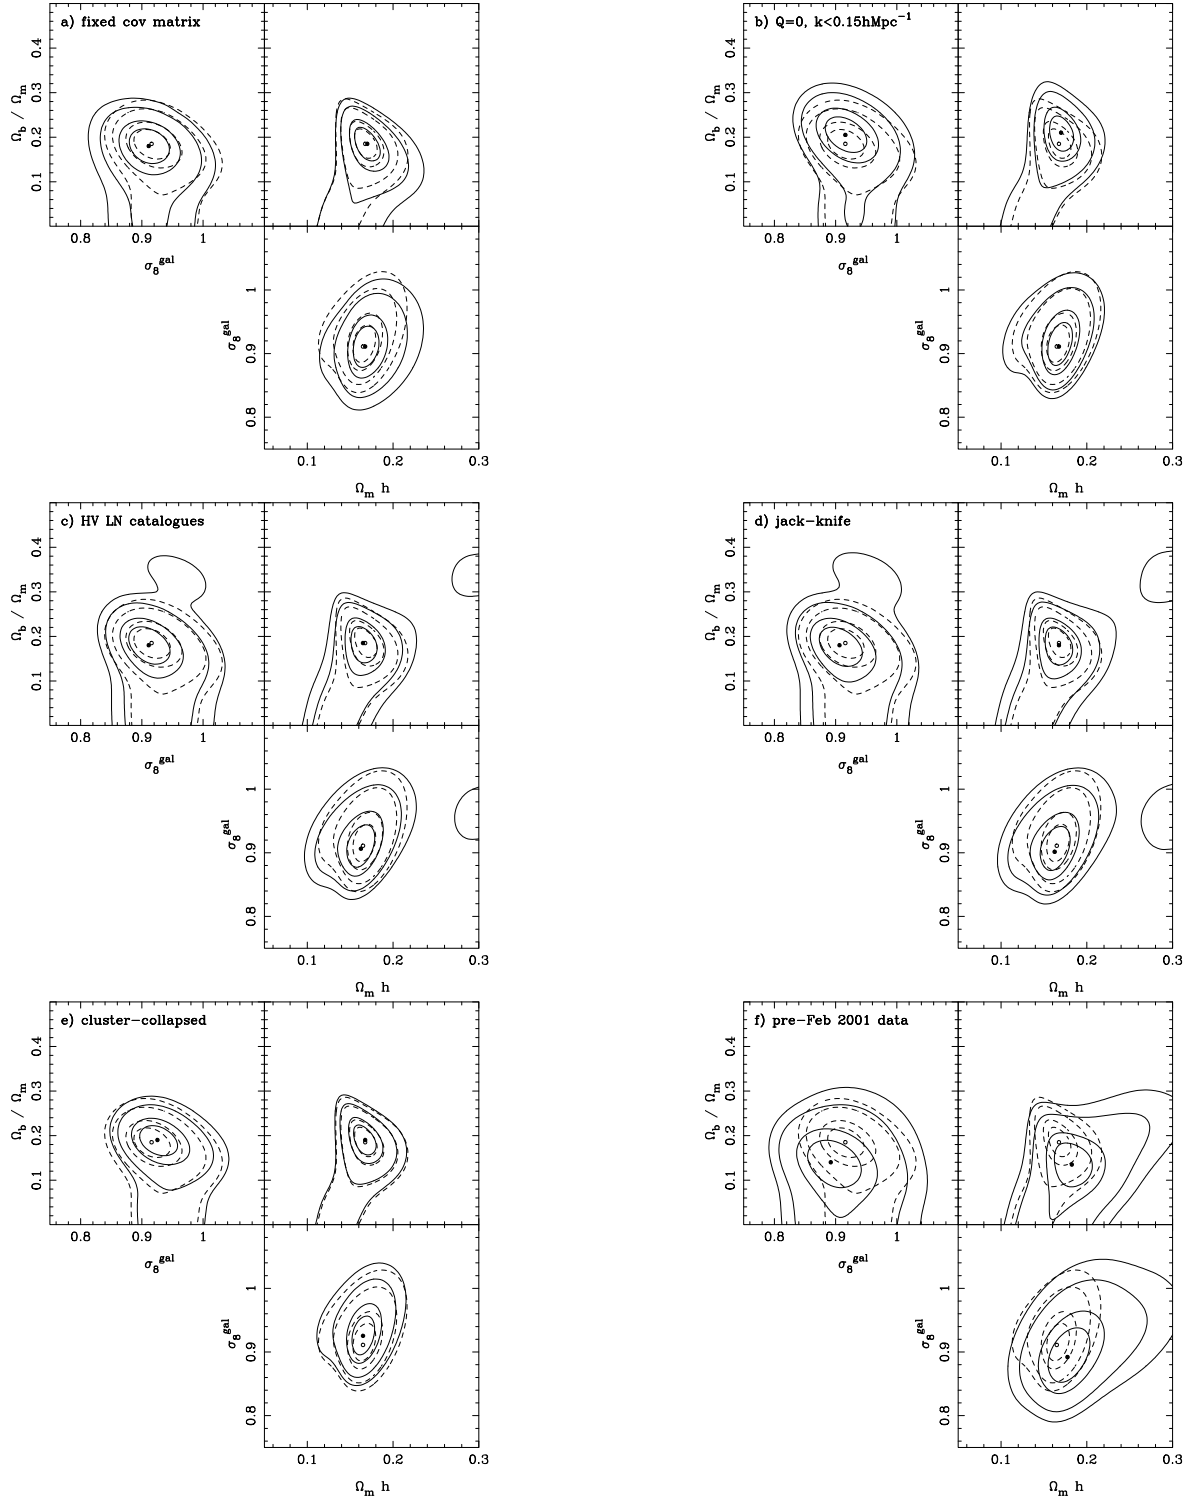 a) fixed cov matrix
Ω_b / Ω_m
0.1 0.2 0.3 0.4
0.8 0.9 1
σ_8^gal
σ_8^gal
0.8 0.9 1
0.1 0.2 0.3
Ω_m h
b) Q=0, k<0.15hMpc^-1
Ω_b / Ω_m
0.1 0.2 0.3 0.4
0.8 0.9 1
σ_8^gal
σ_8^gal
0.8 0.9 1
0.1 0.2 0.3
Ω_m h
c) HV LN catalogues
Ω_b / Ω_m
0.1 0.2 0.3 0.4
0.8 0.9 1
σ_8^gal
σ_8^gal
0.8 0.9 1
0.1 0.2 0.3
Ω_m h
d) jack-knife
Ω_b / Ω_m
0.1 0.2 0.3 0.4
0.8 0.9 1
σ_8^gal
σ_8^gal
0.8 0.9 1
0.1 0.2 0.3
Ω_m h
e) cluster-collapsed
Ω_b / Ω_m
0.1 0.2 0.3 0.4
0.8 0.9 1
σ_8^gal
σ_8^gal
0.8 0.9 1
0.1 0.2 0.3
Ω_m h
f) pre-Feb 2001 data
Ω_b / Ω_m
0.1 0.2 0.3 0.4
0.8 0.9 1
σ_8^gal
σ_8^gal
0.8 0.9 1
0.1 0.2 0.3
Ω_m h